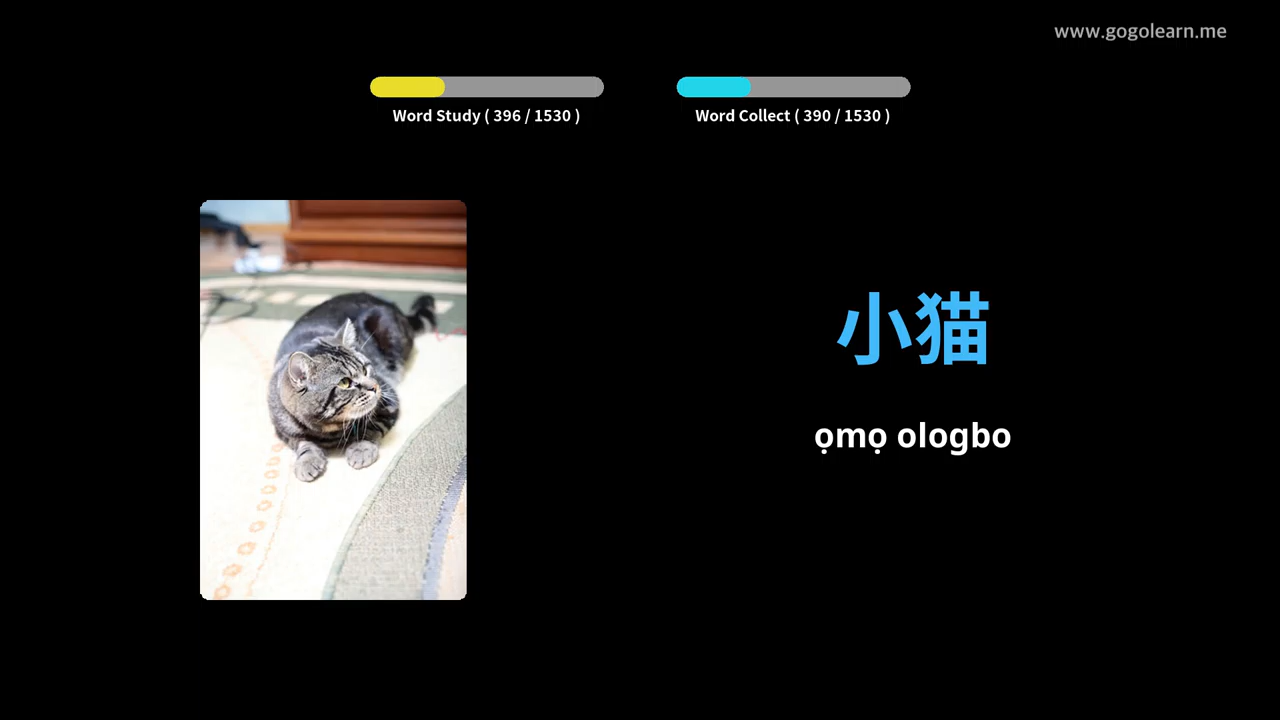 www.gogolearn.me
Word Study ( 396 / 1530 )
Word Collect ( 390 / 1530 )
小猫
ọmọ ologbo